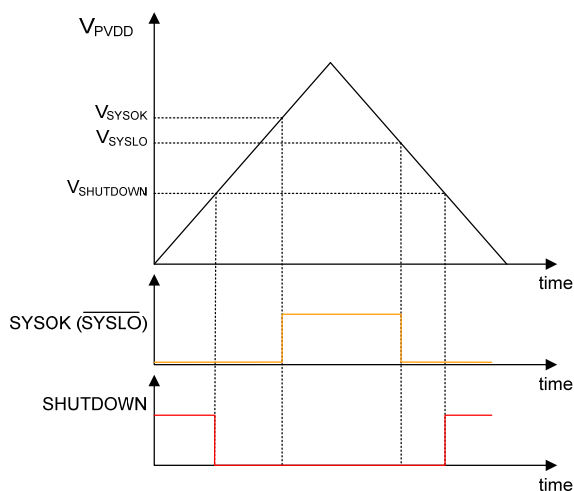 VPVDD
VSYSOK
VSYSLO
VSHUTDOWN
time
SYSOK (SYSLO)
time
SHUTDOWN
time